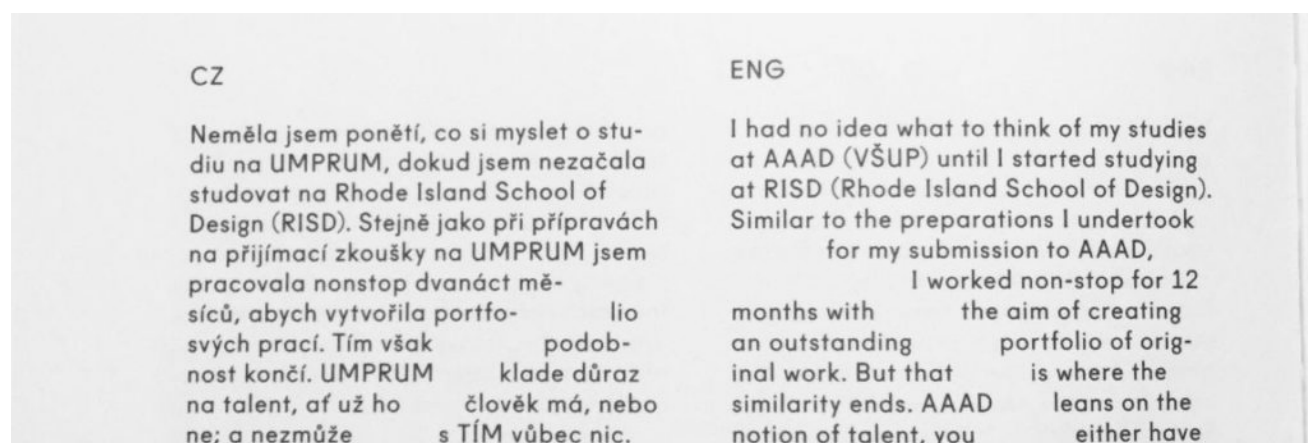 CZ
Neměla jsem ponětí, co si myslet o stu-
diu na UMPRUM, dokud jsem nezačala
studovat na Rhode Island School of
Design (RISD). Stejně jako při přípravách
na přijímací zkoušky na UMPRUM jsem
pracovala nonstop dvanáct mě-
síců, abych vytvořila portfo- lio
svých prací. Tím však podob-
nost končí. UMPRUM klade důraz
na talent, ať už ho člověk má, nebo
ne; a nezmůže s TÍM vůbec nic.
ENG
I had no idea what to think of my studies
at AAAD (VŠUP) until I started studying
at RISD (Rhode Island School of Design).
Similar to the preparations I undertook
for my submission to AAAD,
I worked non-stop for 12
months with the aim of creating
an outstanding portfolio of orig-
inal work. But that is where the
similarity ends. AAAD leans on the
notion of talent, you either have